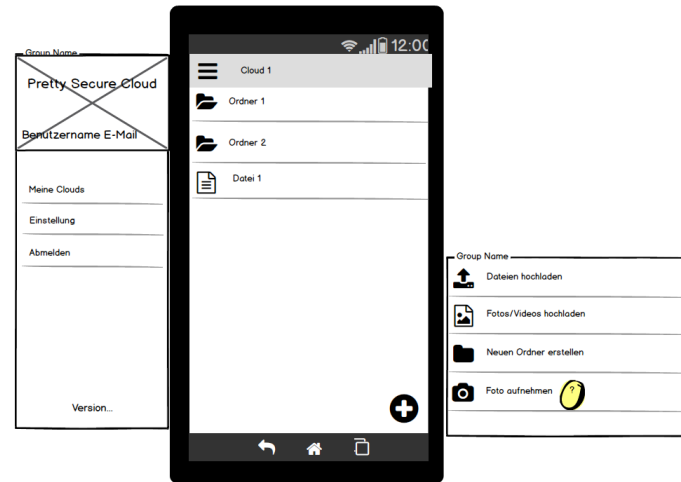 Group Name
Pretty Secure Cloud
Benutzername E-Mail
Meine Clouds
Einstellung
Abmelden
Version...
12:00
Cloud 1
Ordner 1
Ordner 2
Datei 1
Group Name
Dateien hochladen
Fotos/Videos hochladen
Neuen Ordner erstellen
Foto aufnehmen
?